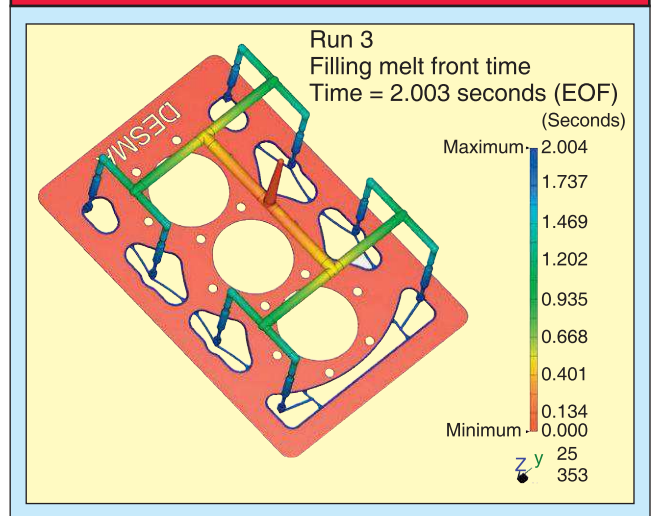 Run 3
Filling melt front time
Time = 2.003 seconds (EOF)
(Seconds)
Maximum 2.004
1.737
1.469
1.202
0.935
0.668
0.401
0.134
Minimum 0.000
DESMA
Z y 25
353